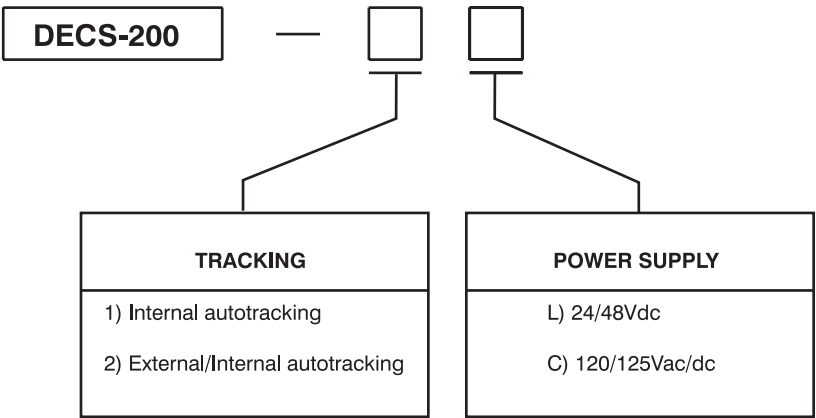 DECS-200 —
TRACKING
1) Internal autotracking
2) External/Internal autotracking
POWER SUPPLY
L) 24/48Vdc
C) 120/125Vac/dc